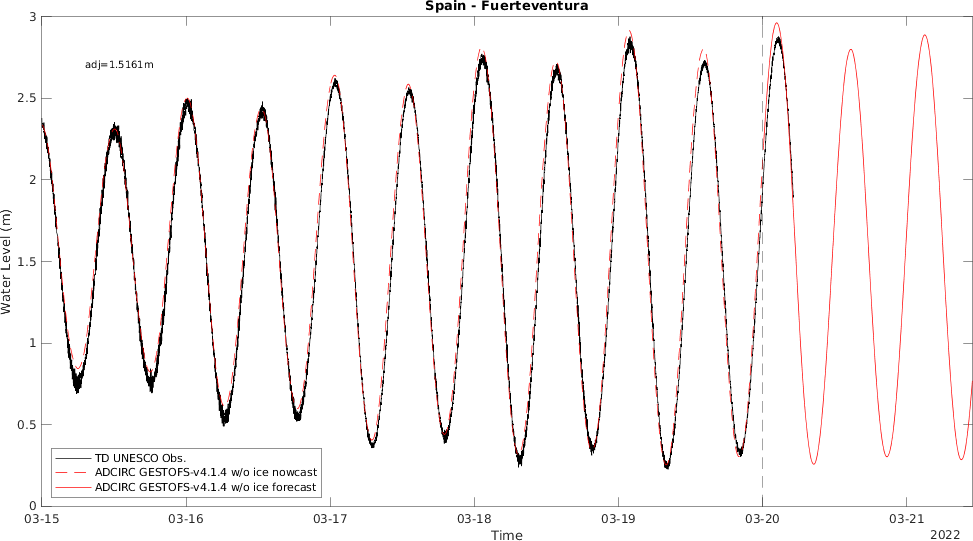 Spain - Fuerteventura
adj=1.5161m
Water Level (m)
3
2.5
2
1.5
1
0.5
0
TD UNESCO Obs.
ADCIRC GESTOFS-v4.1.4 w/o ice nowcast
ADCIRC GESTOFS-v4.1.4 w/o ice forecast
03-15 03-16 03-17 03-18 03-19 03-20 03-21
Time
2022